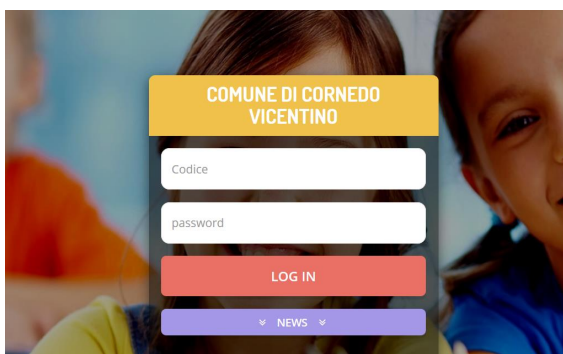 COMUNE DI CORNEDO
VICENTINO
Codice
password
LOG IN
NEWS